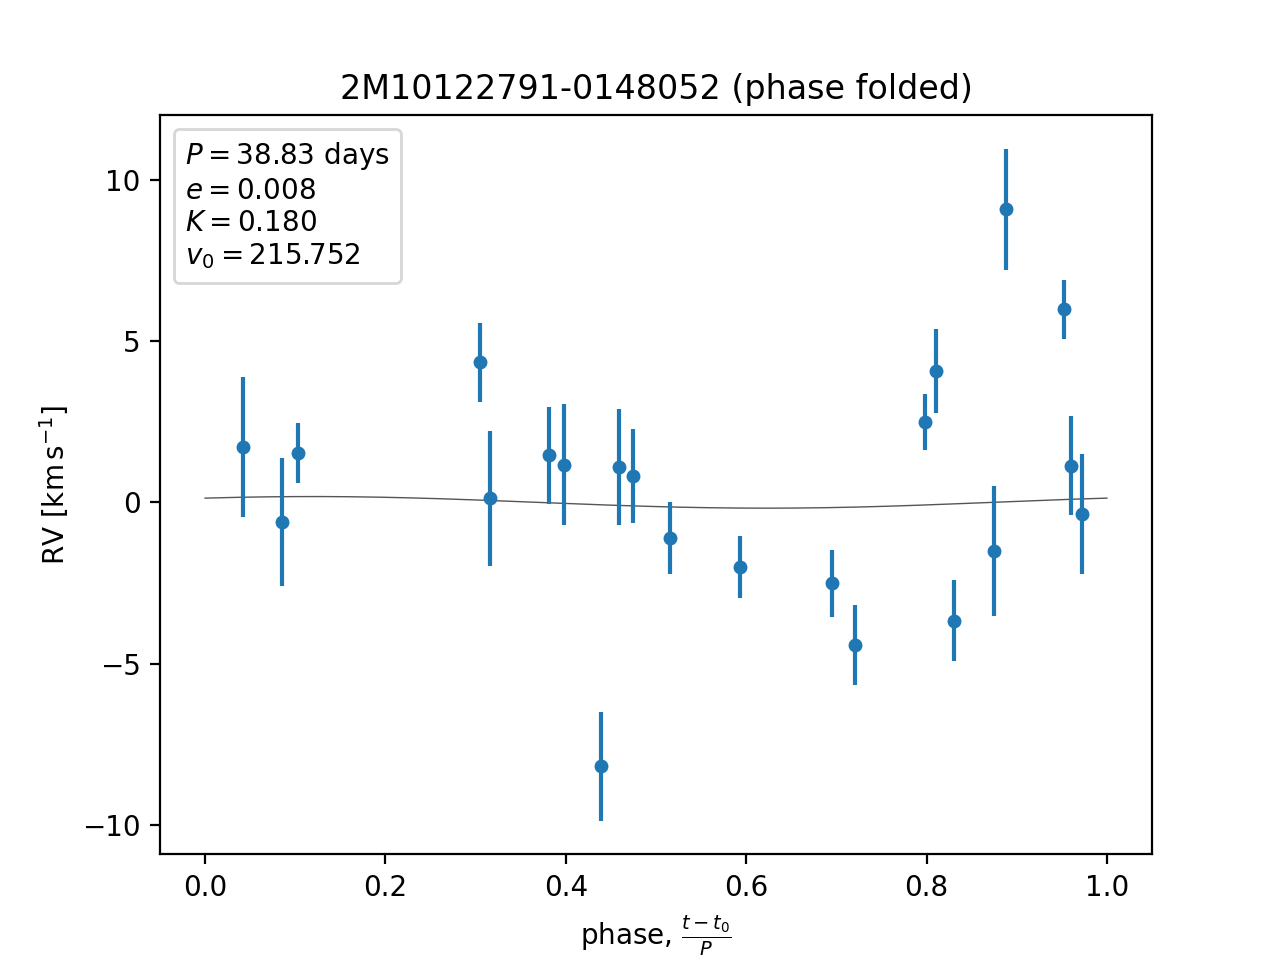 2M10122791-0148052 (phase folded)
P = 38.83 days
e = 0.008
K = 0.180
v₀ = 215.752
10
5
0
−5
−10
RV [km s⁻¹]
0.0 0.2 0.4 0.6 0.8 1.0
phase, (t − t₀)/P